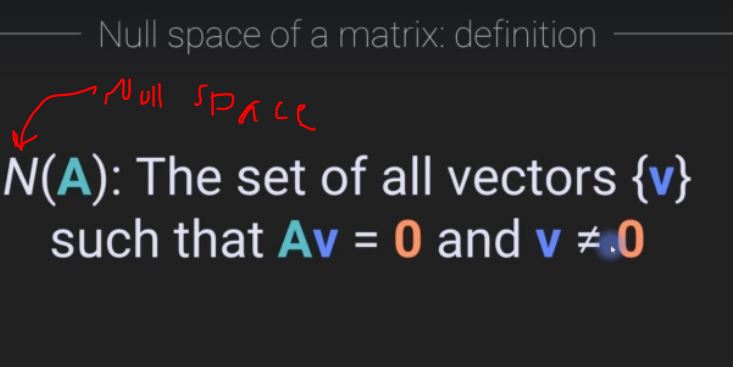 Null space of a matrix: definition
Null space
N(A): The set of all vectors {v}
such that Av = 0 and v ≠ 0